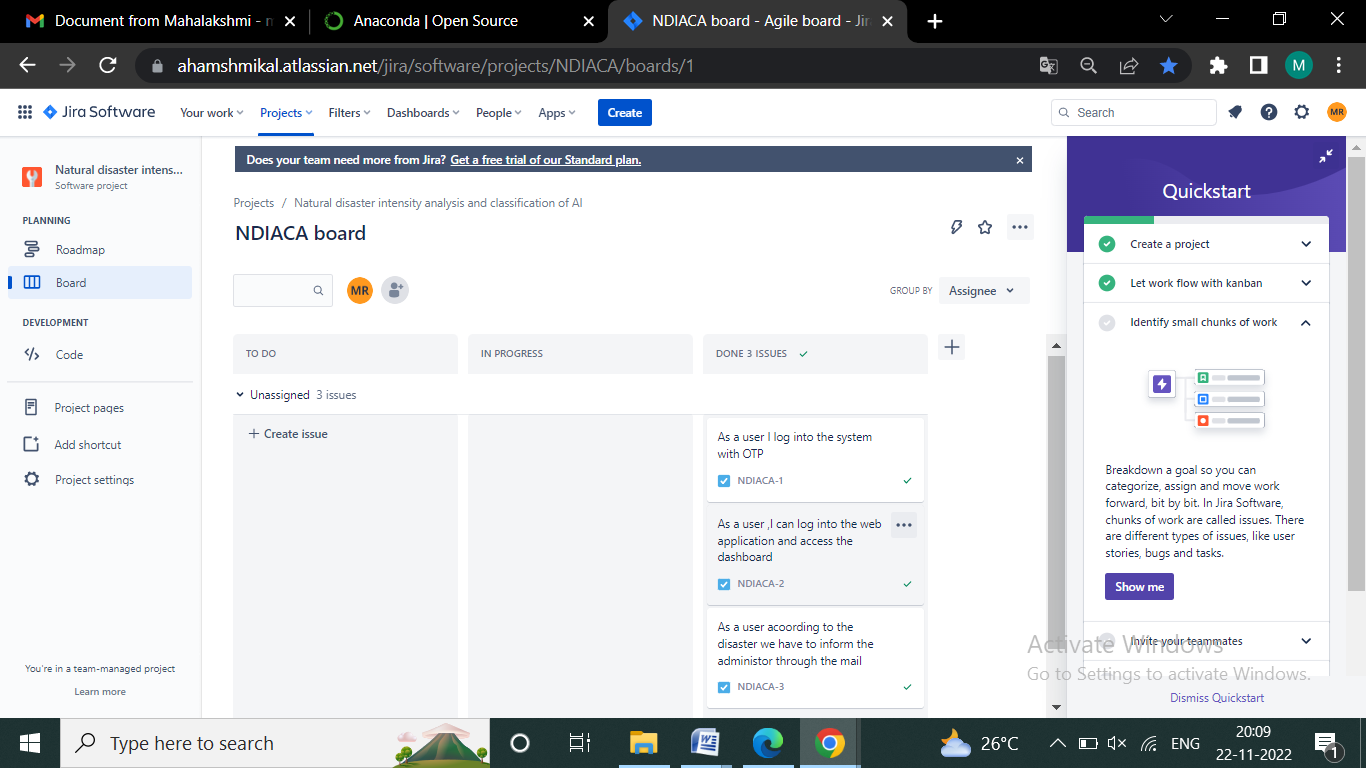 Document from Mahalakshmi - n
Anaconda | Open Source
NDIACA board - Agile board - Jir
ahamshmikal.atlassian.net/jira/software/projects/NDIACA/boards/1
M
Jira Software
Your work
Projects
Filters
Dashboards
People
Apps
Create
Search
MR
Natural disaster intens...
Software project
PLANNING
Roadmap
Board
DEVELOPMENT
Code
Project pages
Add shortcut
Project settings
You're in a team-managed project
Learn more
Does your team need more from Jira? Get a free trial of our Standard plan.
Projects / Natural disaster intensity analysis and classification of AI
NDIACA board
MR
GROUP BY
Assignee
TO DO
IN PROGRESS
DONE 3 ISSUES
Unassigned 3 issues
+ Create issue
As a user I log into the system
with OTP
NDIACA-1
As a user ,I can log into the web
application and access the
dashboard
NDIACA-2
As a user acoording to the
disaster we have to inform the
administor through the mail
NDIACA-3
Quickstart
Create a project
Let work flow with kanban
Identify small chunks of work
Breakdown a goal so you can
categorize, assign and move work
forward, bit by bit. In Jira Software,
chunks of work are called issues. There
are different types of issues, like user
stories, bugs and tasks.
Show me
Invite your teammates
Activate Windows
Go to Settings to activate Windows.
Dismiss Quickstart
Type here to search
26°C
ENG
20:09
22-11-2022
1